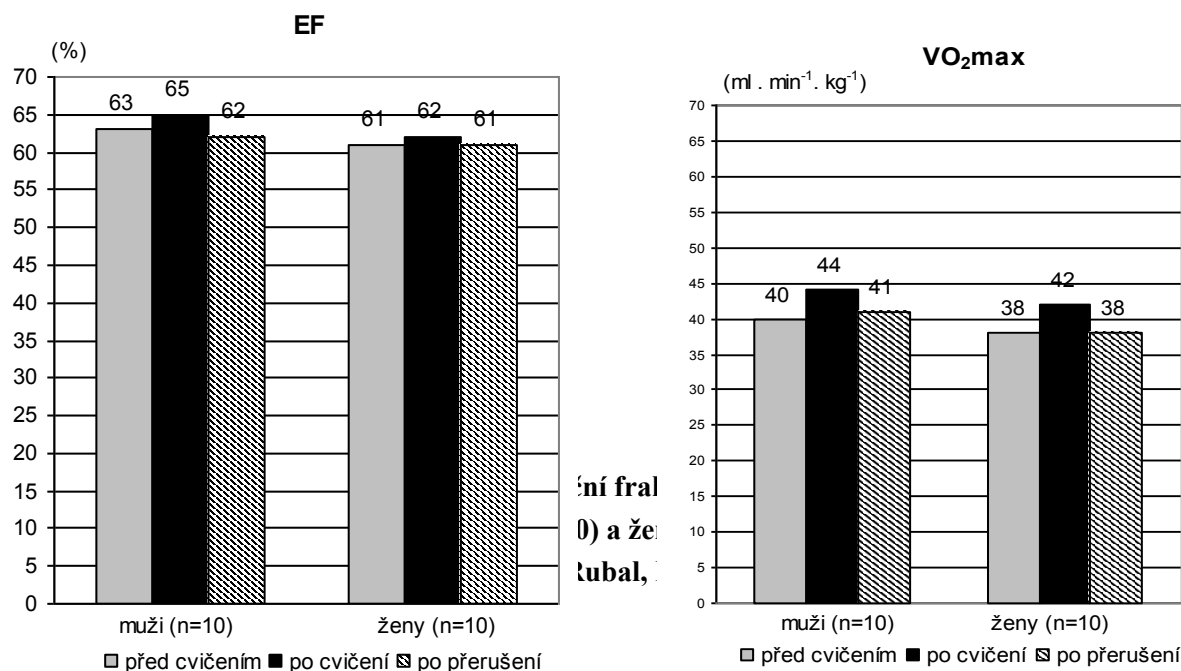 EF
(%)
70
65
60
55
50
45
40
35
30
25
20
15
10
5
0
63
65
62
61
62
61
muži (n=10)
ženy (n=10)
před cvičením
po cvičení
po přerušení
ční
0) a
Rubal,
VO₂max
(ml . min⁻¹. kg⁻¹)
70
65
60
55
50
45
40
35
30
25
20
15
10
5
0
40
44
41
38
42
38
muži (n=10)
ženy (n=10)
před cvičením
po cvičení
po přerušení